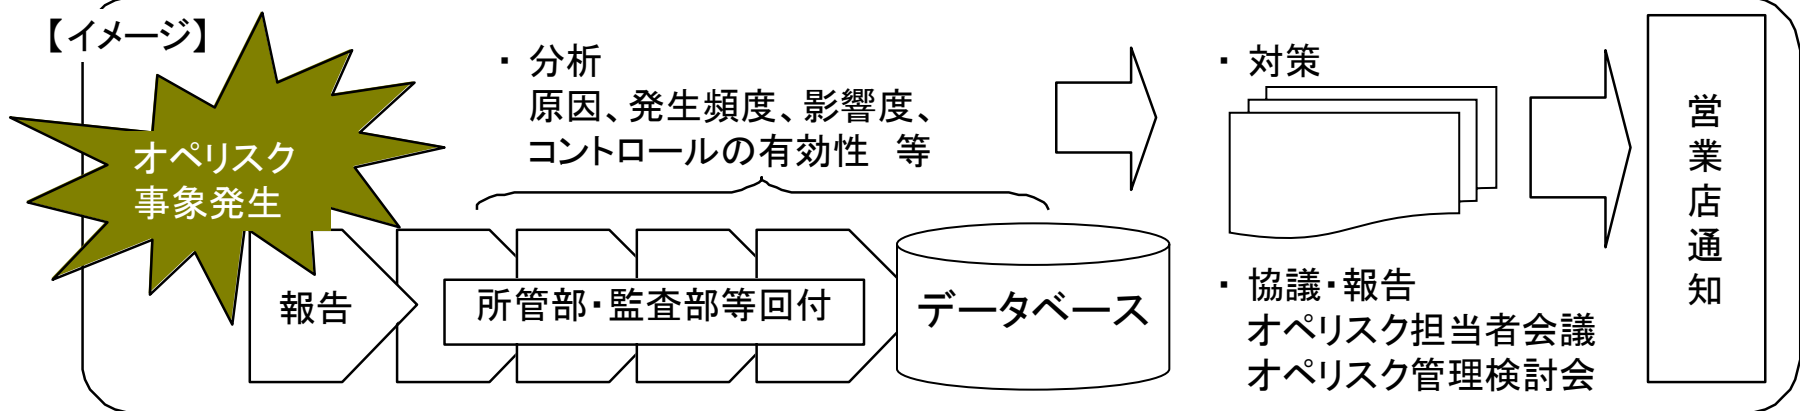 【イメージ】
オペリスク
事象発生
・ 分析
原因、発生頻度、影響度、
コントロールの有効性　等
報告
所管部・監査部等回付
データベース
・ 対策
・ 協議・報告
オペリスク担当者会議
オペリスク管理検討会
営業店通知